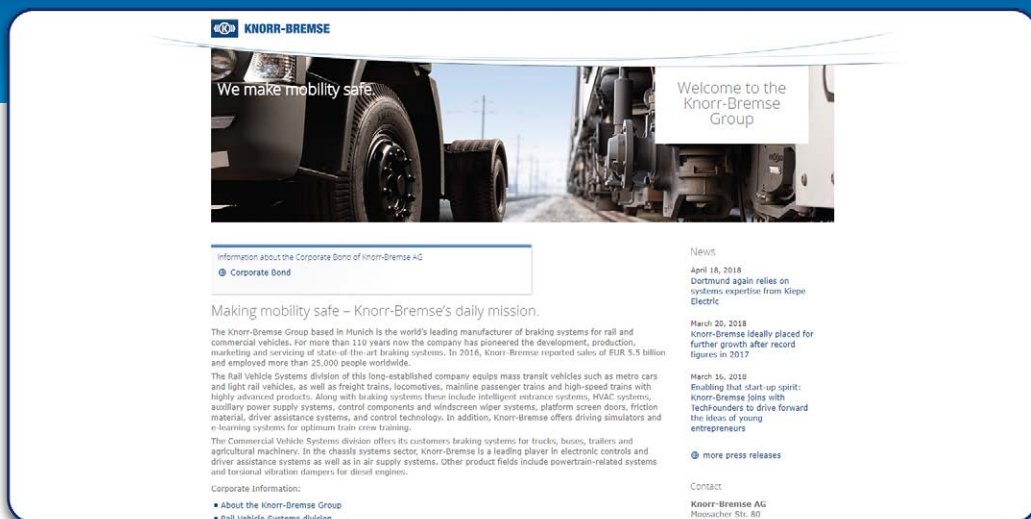 KNORR-BREMSE
We make mobility safe.
Welcome to the
Knorr-Bremse
Group
Information about the Corporate Bond of Knorr-Bremse AG
Corporate Bond
Making mobility safe – Knorr-Bremse's daily mission.
The Knorr-Bremse Group based in Munich is the world's leading manufacturer of braking systems for rail and
commercial vehicles. For more than 110 years now the company has pioneered the development, production,
marketing and servicing of state-of-the-art braking systems. In 2016, Knorr-Bremse reported sales of EUR 5.5 billion
and employed more than 25,000 people worldwide.
The Rail Vehicle Systems division of this long-established company equips mass transit vehicles such as metro cars
and light rail vehicles, as well as freight trains, locomotives, mainline passenger trains and high-speed trains with
highly advanced products. Along with braking systems these include intelligent entrance systems, HVAC systems,
auxiliary power supply systems, control components and windscreen wiper systems, platform screen doors, friction
material, driver assistance systems, and control technology. In addition, Knorr-Bremse offers driving simulators and
e-learning systems for optimum train crew training.
The Commercial Vehicle Systems division offers its customers braking systems for trucks, buses, trailers and
agricultural machinery. In the chassis systems sector, Knorr-Bremse is a leading player in electronic controls and
driver assistance systems as well as in air supply systems. Other product fields include powertrain-related systems
and torsional vibration dampers for diesel engines.
Corporate Information:
• About the Knorr-Bremse Group
• Rail Vehicle Systems division
News
April 18, 2018
Dortmund again relies on
systems expertise from Kiepe
Electric
March 20, 2018
Knorr-Bremse ideally placed for
further growth after record
figures in 2017
March 16, 2018
Enabling that start-up spirit:
Knorr-Bremse joins with
TechFounders to drive forward
the ideas of young
entrepreneurs
more press releases
Contact
Knorr-Bremse AG
Moosacher Str. 80